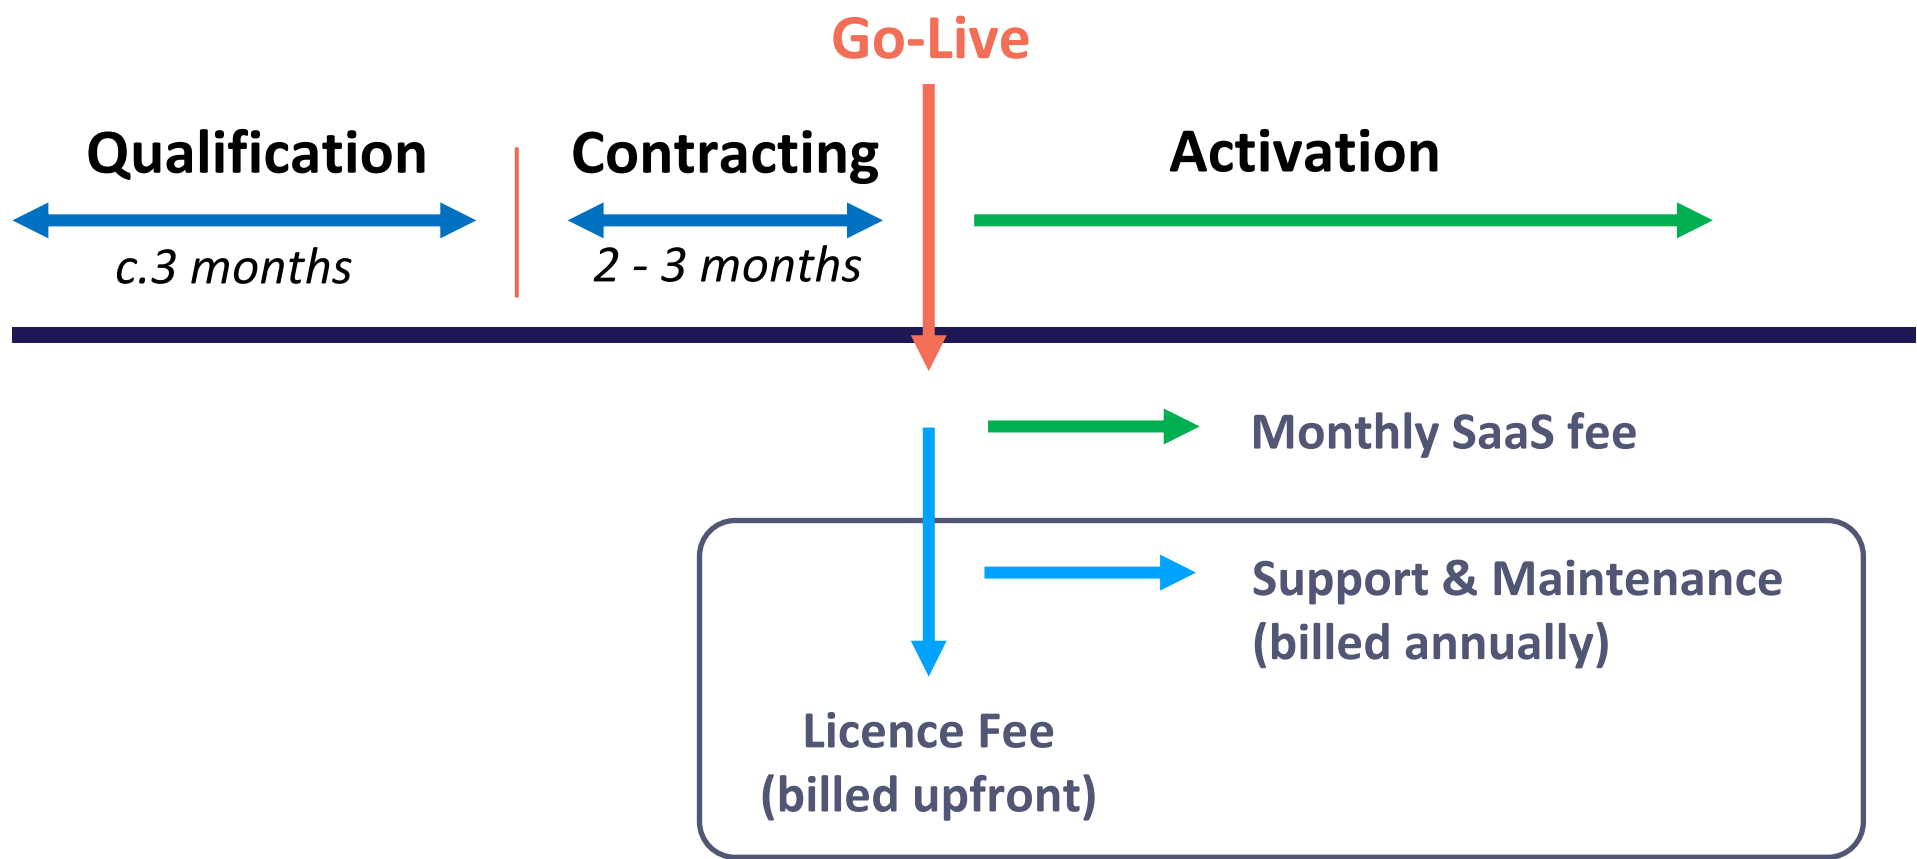 Go-Live
Qualification
Contracting
Activation
c.3 months
2 - 3 months
Monthly SaaS fee
Support & Maintenance
(billed annually)
Licence Fee
(billed upfront)